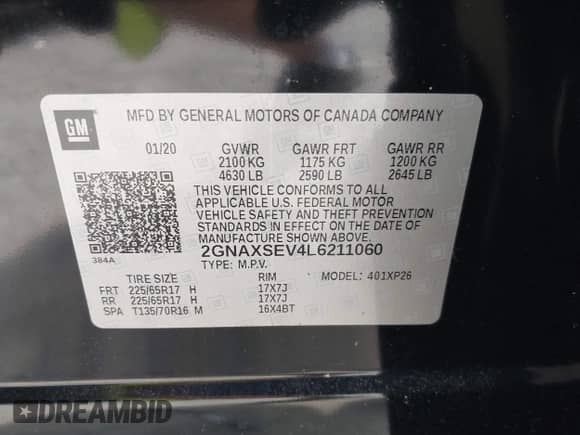 GM
MFD BY GENERAL MOTORS OF CANADA COMPANY
01/20 GVWR GAWR FRT GAWR RR
2100 KG 1175 KG 1200 KG
4630 LB 2590 LB 2645 LB
THIS VEHICLE CONFORMS TO ALL
APPLICABLE U.S. FEDERAL MOTOR
VEHICLE SAFETY AND THEFT PREVENTION
STANDARDS IN EFFECT ON THE DATE OF
MANUFACTURE SHOWN ABOVE.
384A 2GNAXSEV4L6211060
TYPE: M.P.V. MODEL: 401XP26
TIRE SIZE RIM
FRT 225/65R17 H 17X7J
RR 225/65R17 H 17X7J
SPA T135/70R16 M 16X4BT
DREAMBID